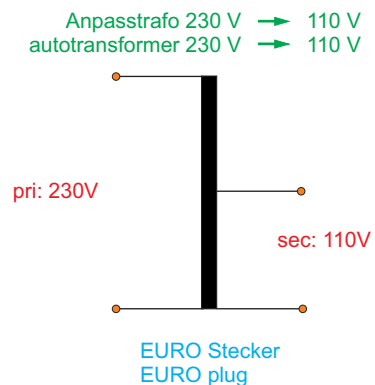 Anpasstrafo 230 V → 110 V
autotransformer 230 V → 110 V
pri: 230V
sec: 110V
EURO Stecker
EURO plug